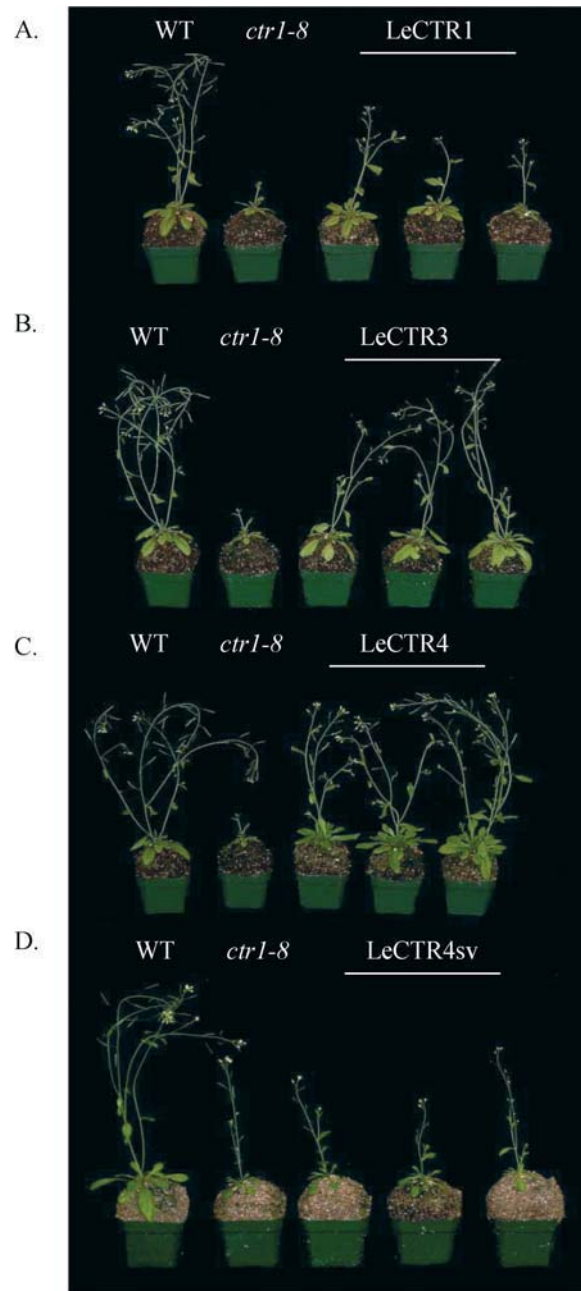 A.
WT ctr1-8 LeCTR1
B.
WT ctr1-8 LeCTR3
C.
WT ctr1-8 LeCTR4
D.
WT ctr1-8 LeCTR4sv